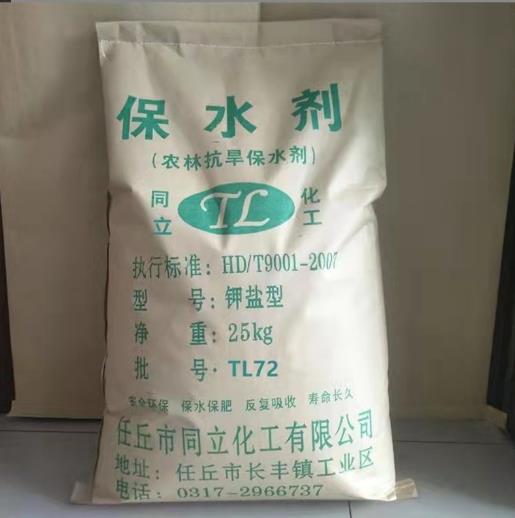 保水剂
(农林抗旱保水剂)
同立 TL 化工
执行标准：HD/T9001-2007
型 号：钾盐型
净 重：25kg
批 号·TL72
安全环保 保水保肥 反复吸收 寿命长久
任丘市同立化工有限公司
地址：任丘市长丰镇工业区
电话：0317-2966737